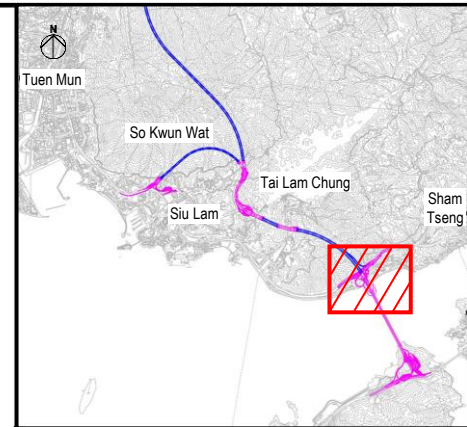 N
Tuen Mun
So Kwun Wat
Tai Lam Chung
Siu Lam
Sham
Tseng